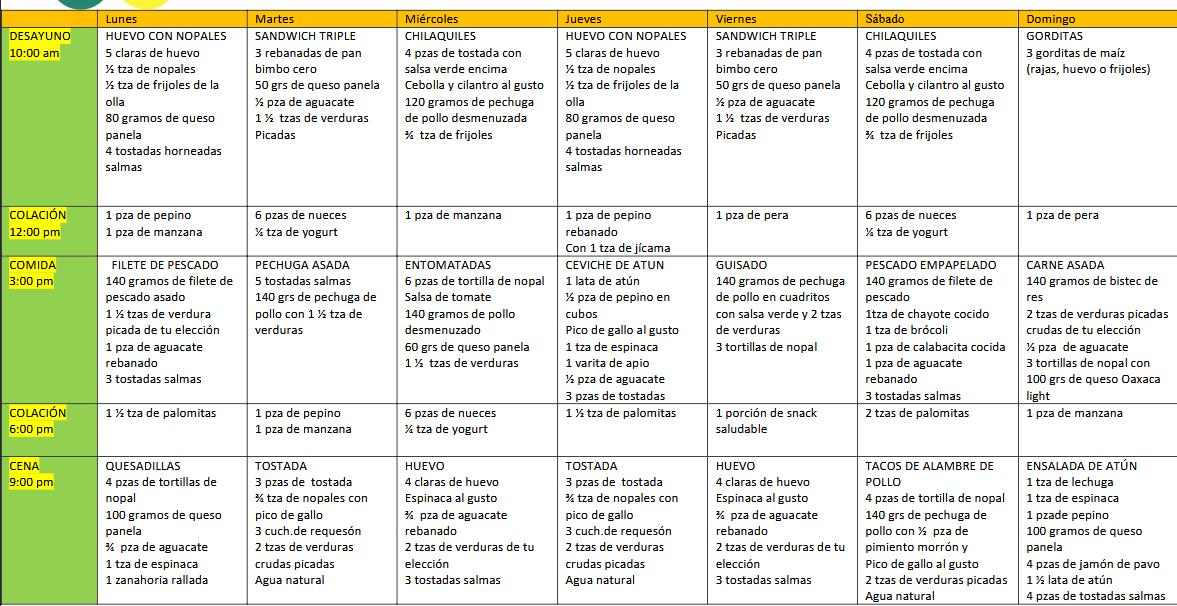 Lunes
Martes
Miércoles
Jueves
Viernes
Sábado
Domingo
DESAYUNO
10:00 am
HUEVO CON NOPALES
5 claras de huevo
½ tza de nopales
½ tza de frijoles de la
olla
80 gramos de queso
panela
4 tostadas horneadas
salmas
SANDWICH TRIPLE
3 rebanadas de pan
bimbo cero
50 grs de queso panela
½ pza de aguacate
1 ½ tzas de verduras
Picadas
CHILAQUILES
4 pzas de tostada con
salsa verde encima
Cebolla y cilantro al gusto
120 gramos de pechuga
de pollo desmenuzada
¾ tza de frijoles
HUEVO CON NOPALES
5 claras de huevo
½ tza de nopales
½ tza de frijoles de la
olla
80 gramos de queso
panela
4 tostadas horneadas
salmas
SANDWICH TRIPLE
3 rebanadas de pan
bimbo cero
50 grs de queso panela
½ pza de aguacate
1 ½ tzas de verduras
Picadas
CHILAQUILES
4 pzas de tostada con
salsa verde encima
Cebolla y cilantro al gusto
120 gramos de pechuga
de pollo desmenuzada
¾ tza de frijoles
GORDITAS
3 gorditas de maíz
(rajas, huevo o frijoles)
COLACIÓN
12:00 pm
1 pza de pepino
1 pza de manzana
6 pzas de nueces
¼ tza de yogurt
1 pza de manzana
1 pza de pepino
rebanado
Con 1 tza de jícama
1 pza de pera
6 pzas de nueces
¼ tza de yogurt
1 pza de pera
COMIDA
3:00 pm
FILETE DE PESCADO
140 gramos de filete de
pescado asado
1 ½ tzas de verdura
picada de tu elección
1 pza de aguacate
rebanado
3 tostadas salmas
PECHUGA ASADA
5 tostadas salmas
140 grs de pechuga de
pollo con 1 ½ tza de
verduras
ENTOMATADAS
6 pzas de tortilla de nopal
Salsa de tomate
140 gramos de pollo
desmenuzado
60 grs de queso panela
1 ½ tzas de verduras
CEVICHE DE ATUN
1 lata de atún
½ pza de pepino en
cubos
Pico de gallo al gusto
1 tza de espinaca
1 varita de apio
½ pza de aguacate
3 pzas de tostadas
GUISADO
140 gramos de pechuga
de pollo en cuadritos
con salsa verde y 2 tzas
de verduras
3 tortillas de nopal
PESCADO EMPAPELADO
140 gramos de filete de
pescado
1tza de chayote cocido
1 tza de brócoli
1 pza de calabacita cocida
1 pza de aguacate
rebanado
3 tostadas salmas
CARNE ASADA
140 gramos de bistec de
res
2 tzas de verduras picadas
crudas de tu elección
½ pza de aguacate
3 tortillas de nopal con
100 grs de queso Oaxaca
light
COLACIÓN
6:00 pm
1 ½ tza de palomitas
1 pza de pepino
1 pza de manzana
6 pzas de nueces
¼ tza de yogurt
1 ½ tza de palomitas
1 porción de snack
saludable
2 tzas de palomitas
1 pza de manzana
CENA
9:00 pm
QUESADILLAS
4 pzas de tortillas de
nopal
100 gramos de queso
panela
¾ pza de aguacate
1 tza de espinaca
1 zanahoria rallada
TOSTADA
3 pzas de tostada
¾ tza de nopales con
pico de gallo
3 cuch.de requesón
2 tzas de verduras
crudas picadas
Agua natural
HUEVO
4 claras de huevo
Espinaca al gusto
¾ pza de aguacate
rebanado
2 tzas de verduras de tu
elección
3 tostadas salmas
TOSTADA
3 pzas de tostada
¾ tza de nopales con
pico de gallo
3 cuch.de requesón
2 tzas de verduras
crudas picadas
Agua natural
HUEVO
4 claras de huevo
Espinaca al gusto
¾ pza de aguacate
rebanado
2 tzas de verduras de tu
elección
3 tostadas salmas
TACOS DE ALAMBRE DE
POLLO
4 pzas de tortilla de nopal
140 grs de pechuga de
pollo con ½ pza de
pimiento morrón y
Pico de gallo al gusto
2 tzas de verduras picadas
Agua natural
ENSALADA DE ATÚN
1 tza de lechuga
1 tza de espinaca
1 pzade pepino
100 gramos de queso
panela
4 pzas de jamón de pavo
1 ½ lata de atún
4 pzas de tostadas salmas